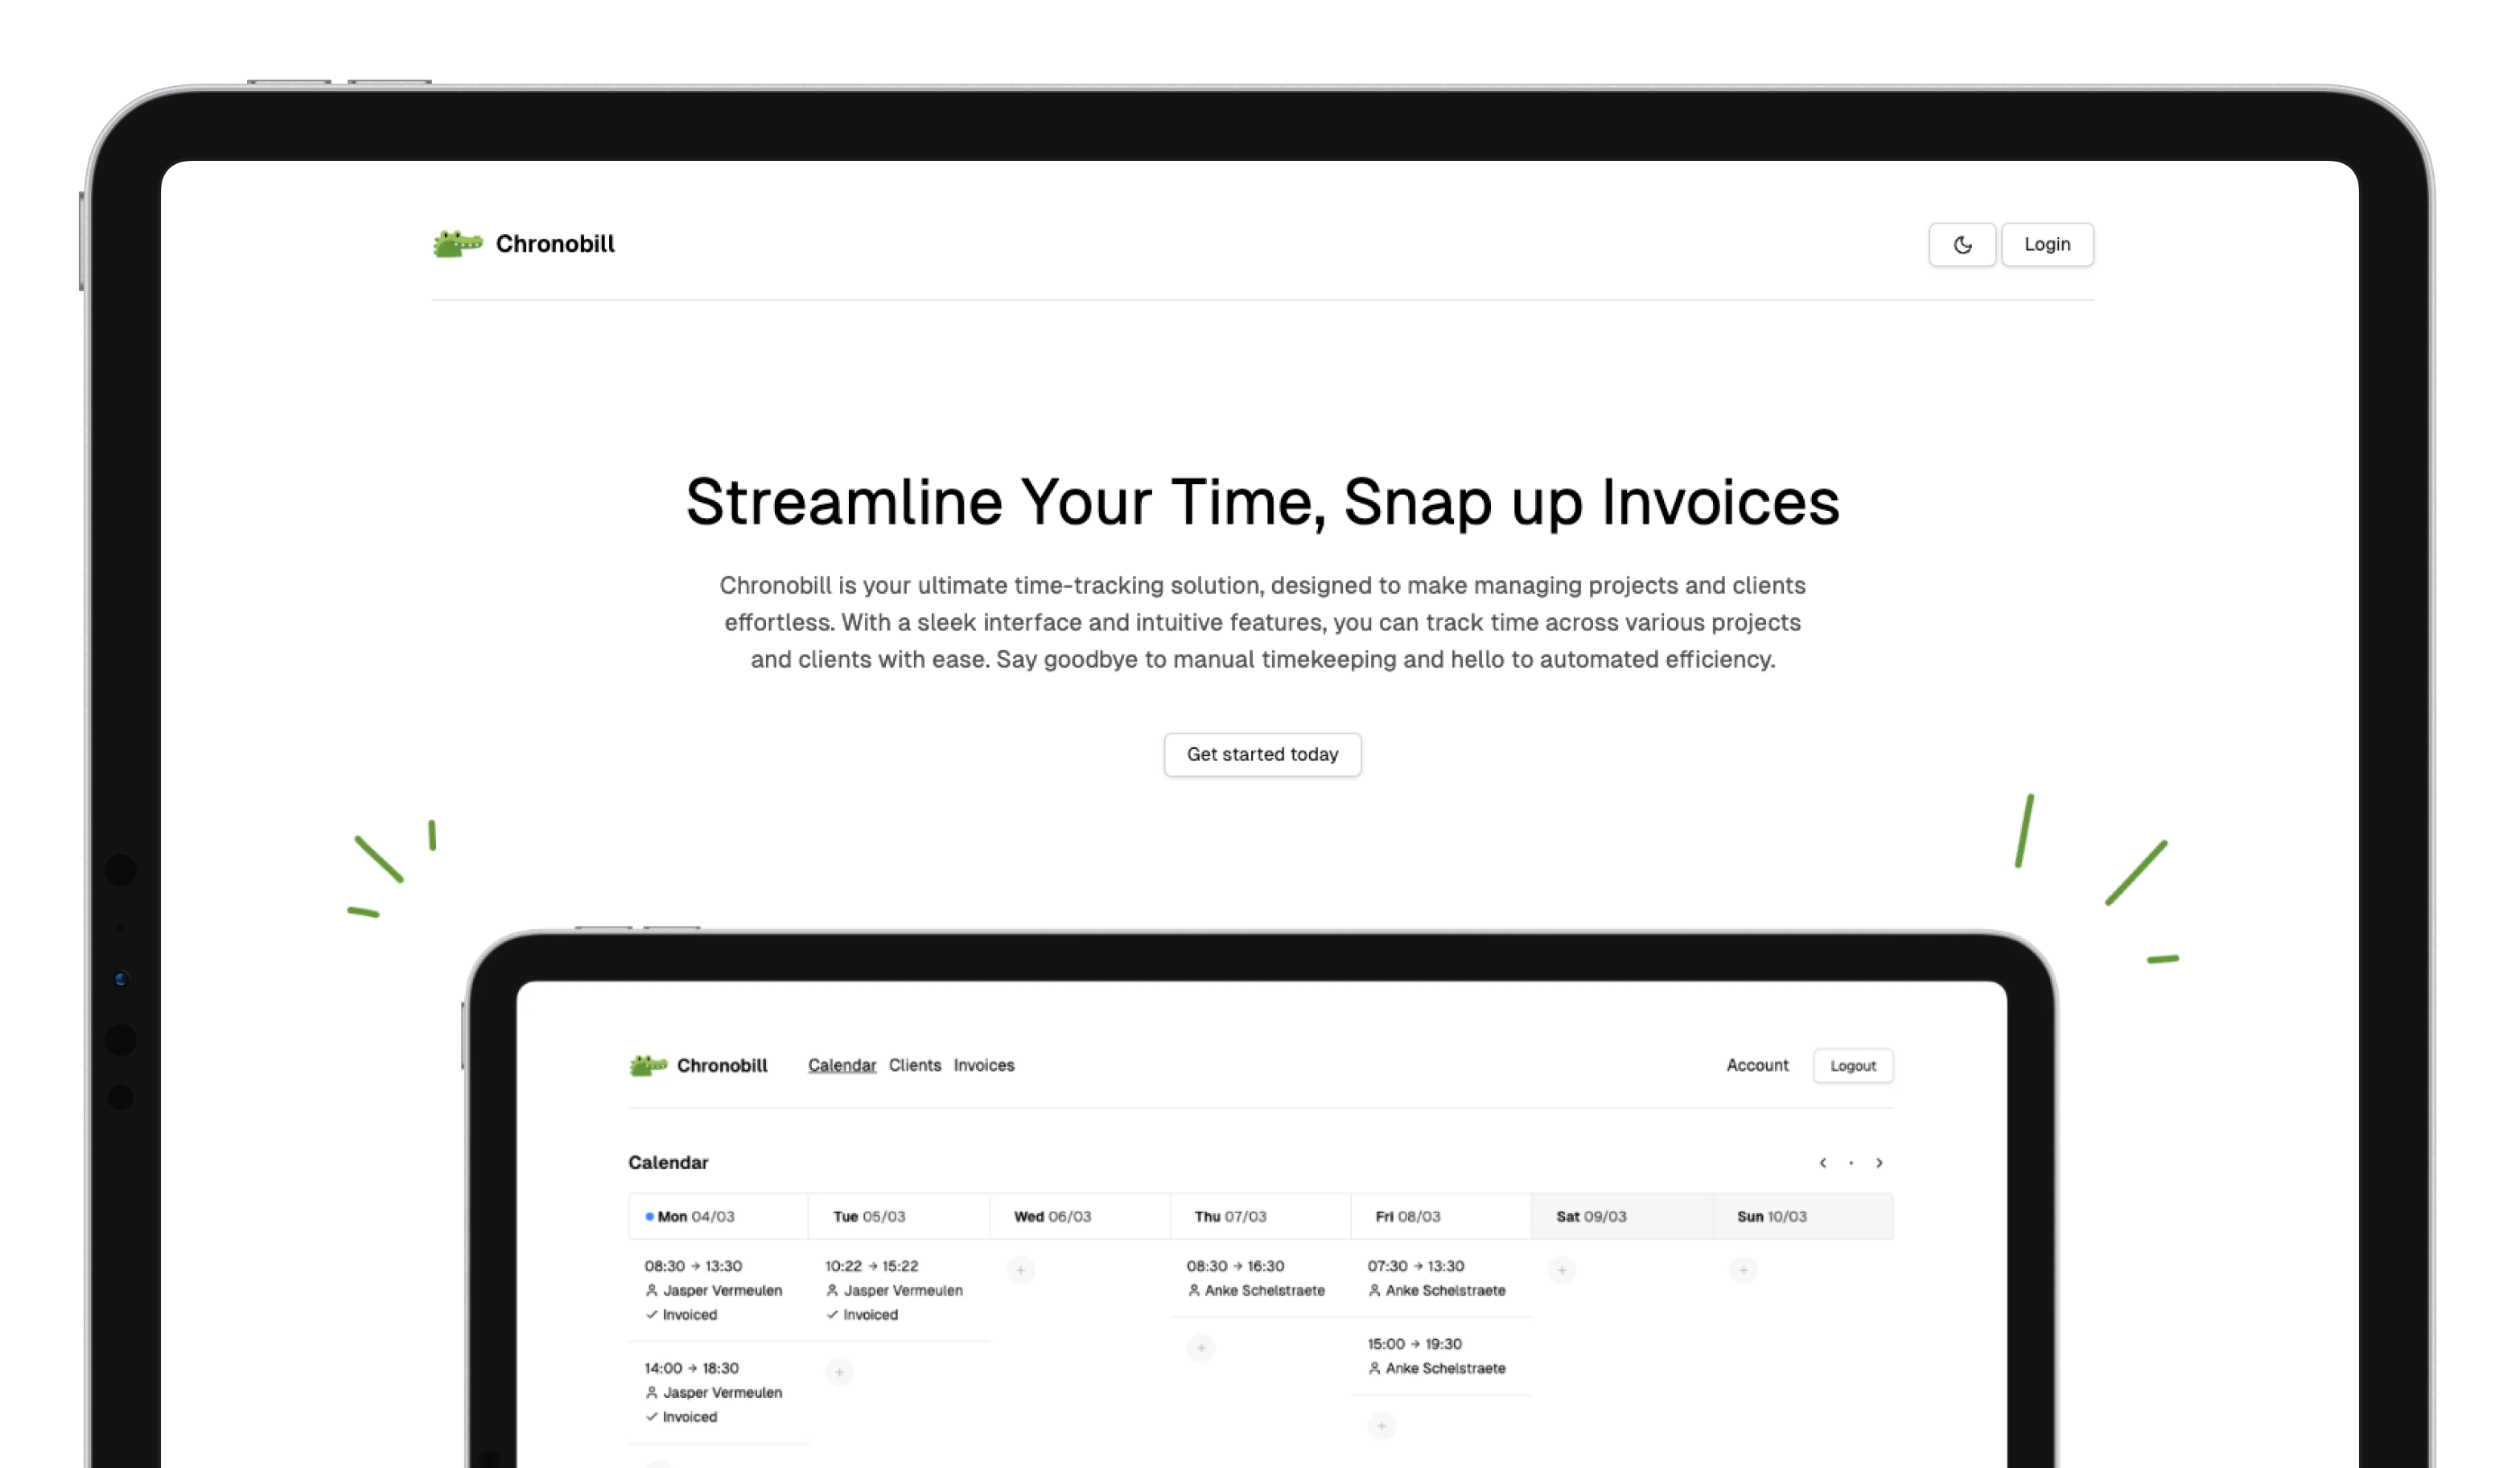 Chronobill
Login
Streamline Your Time, Snap up Invoices
Chronobill is your ultimate time-tracking solution, designed to make managing projects and clients
effortless. With a sleek interface and intuitive features, you can track time across various projects
and clients with ease. Say goodbye to manual timekeeping and hello to automated efficiency.
Get started today
Chronobill Calendar Clients Invoices Account Logout
Calendar
Mon 04/03 Tue 05/03 Wed 06/03 Thu 07/03 Fri 08/03 Sat 09/03 Sun 10/03
08:30 → 13:30
Jasper Vermeulen
✓ Invoiced
14:00 → 18:30
Jasper Vermeulen
✓ Invoiced
10:22 → 15:22
Jasper Vermeulen
✓ Invoiced
08:30 → 16:30
Anke Schelstraete
07:30 → 13:30
Anke Schelstraete
15:00 → 19:30
Anke Schelstraete